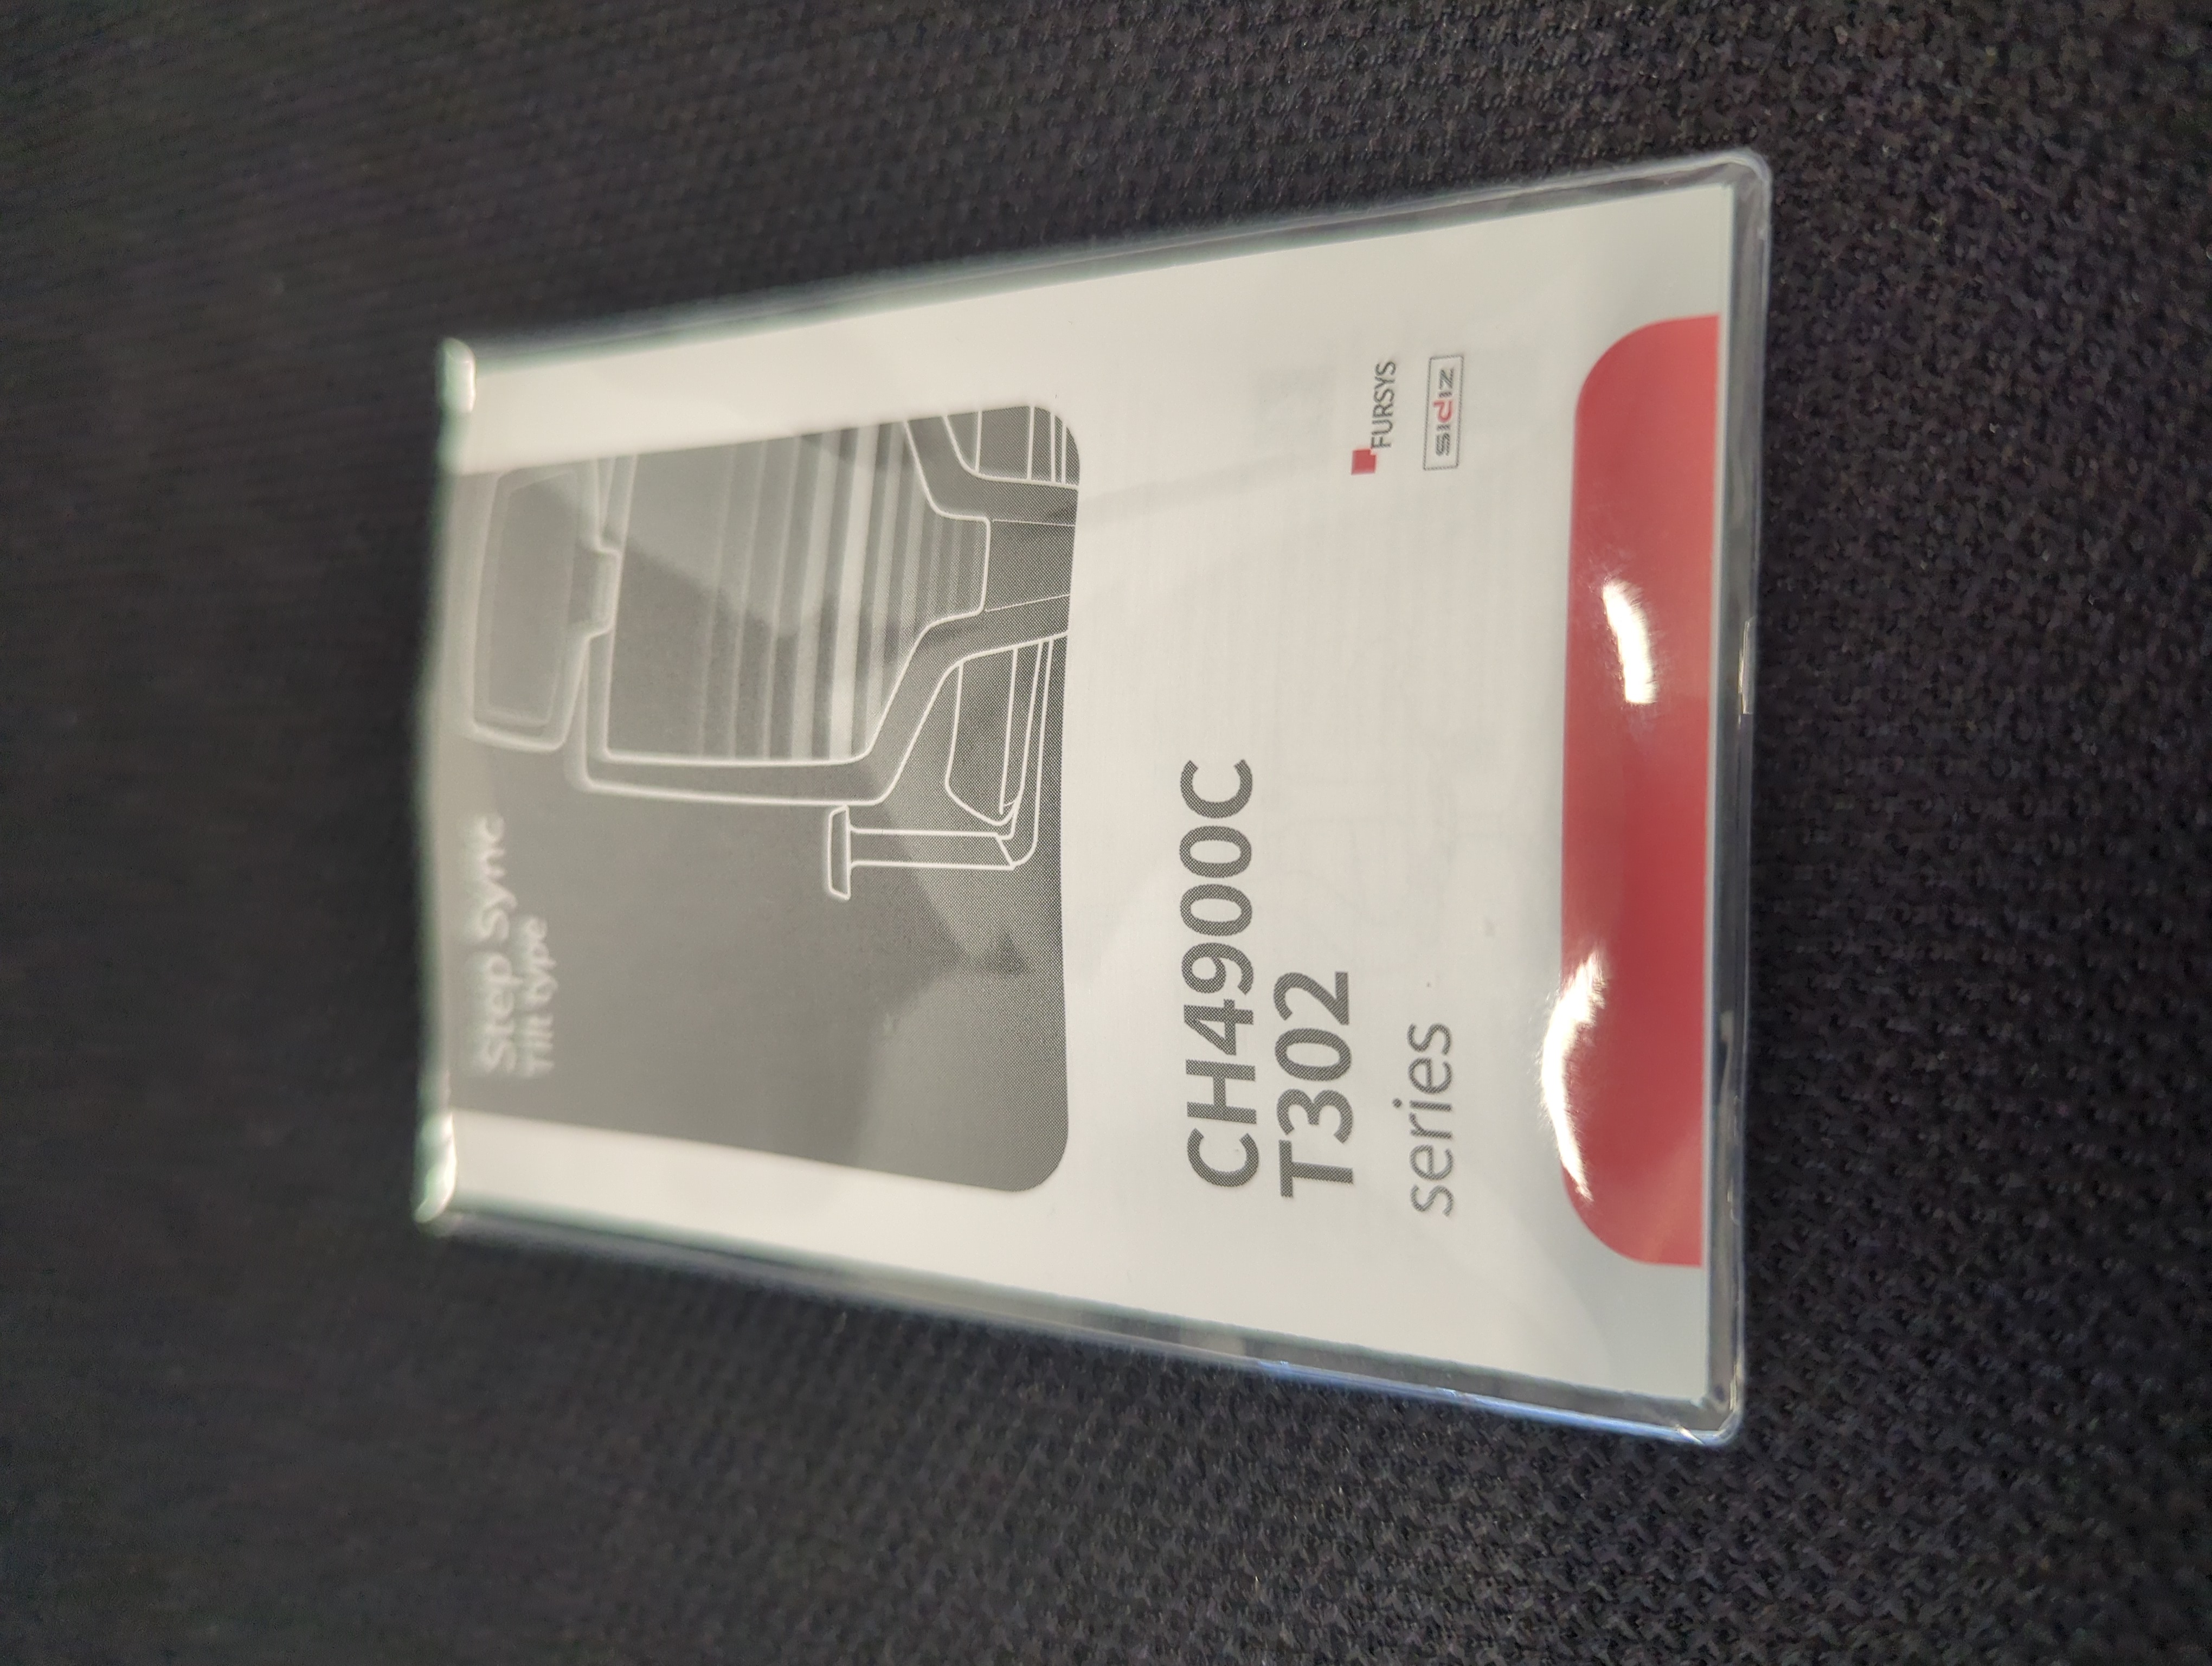 Step Sync
Tilt type
CH4900C
T302
series
FURSYS
sidiz